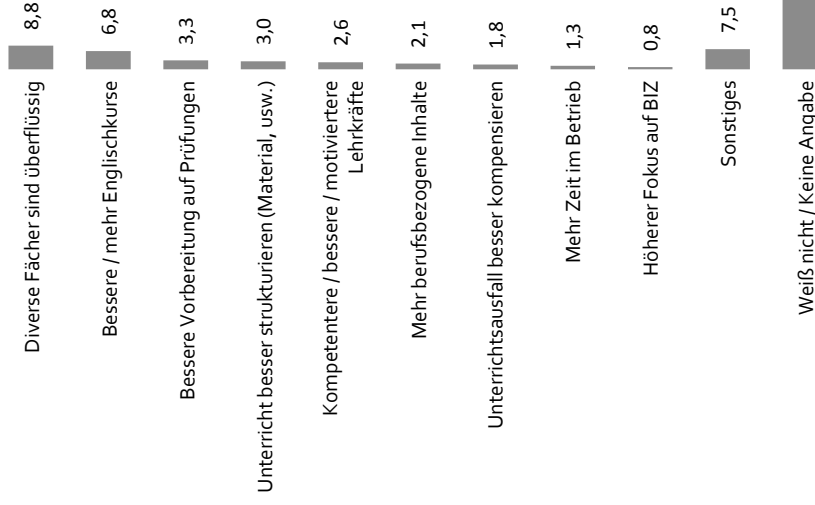 8,8
6,8
3,3
3,0
2,6
2,1
1,8
1,3
0,8
7,5
Diverse Fächer sind überflüssig
Bessere / mehr Englischkurse
Bessere Vorbereitung auf Prüfungen
Unterricht besser strukturieren (Material, usw.)
Kompetentere / bessere / motiviertere
Lehrkräfte
Mehr berufsbezogene Inhalte
Unterrichtsausfall besser kompensieren
Mehr Zeit im Betrieb
Höherer Fokus auf BIZ
Sonstiges
Weiß nicht / Keine Angabe